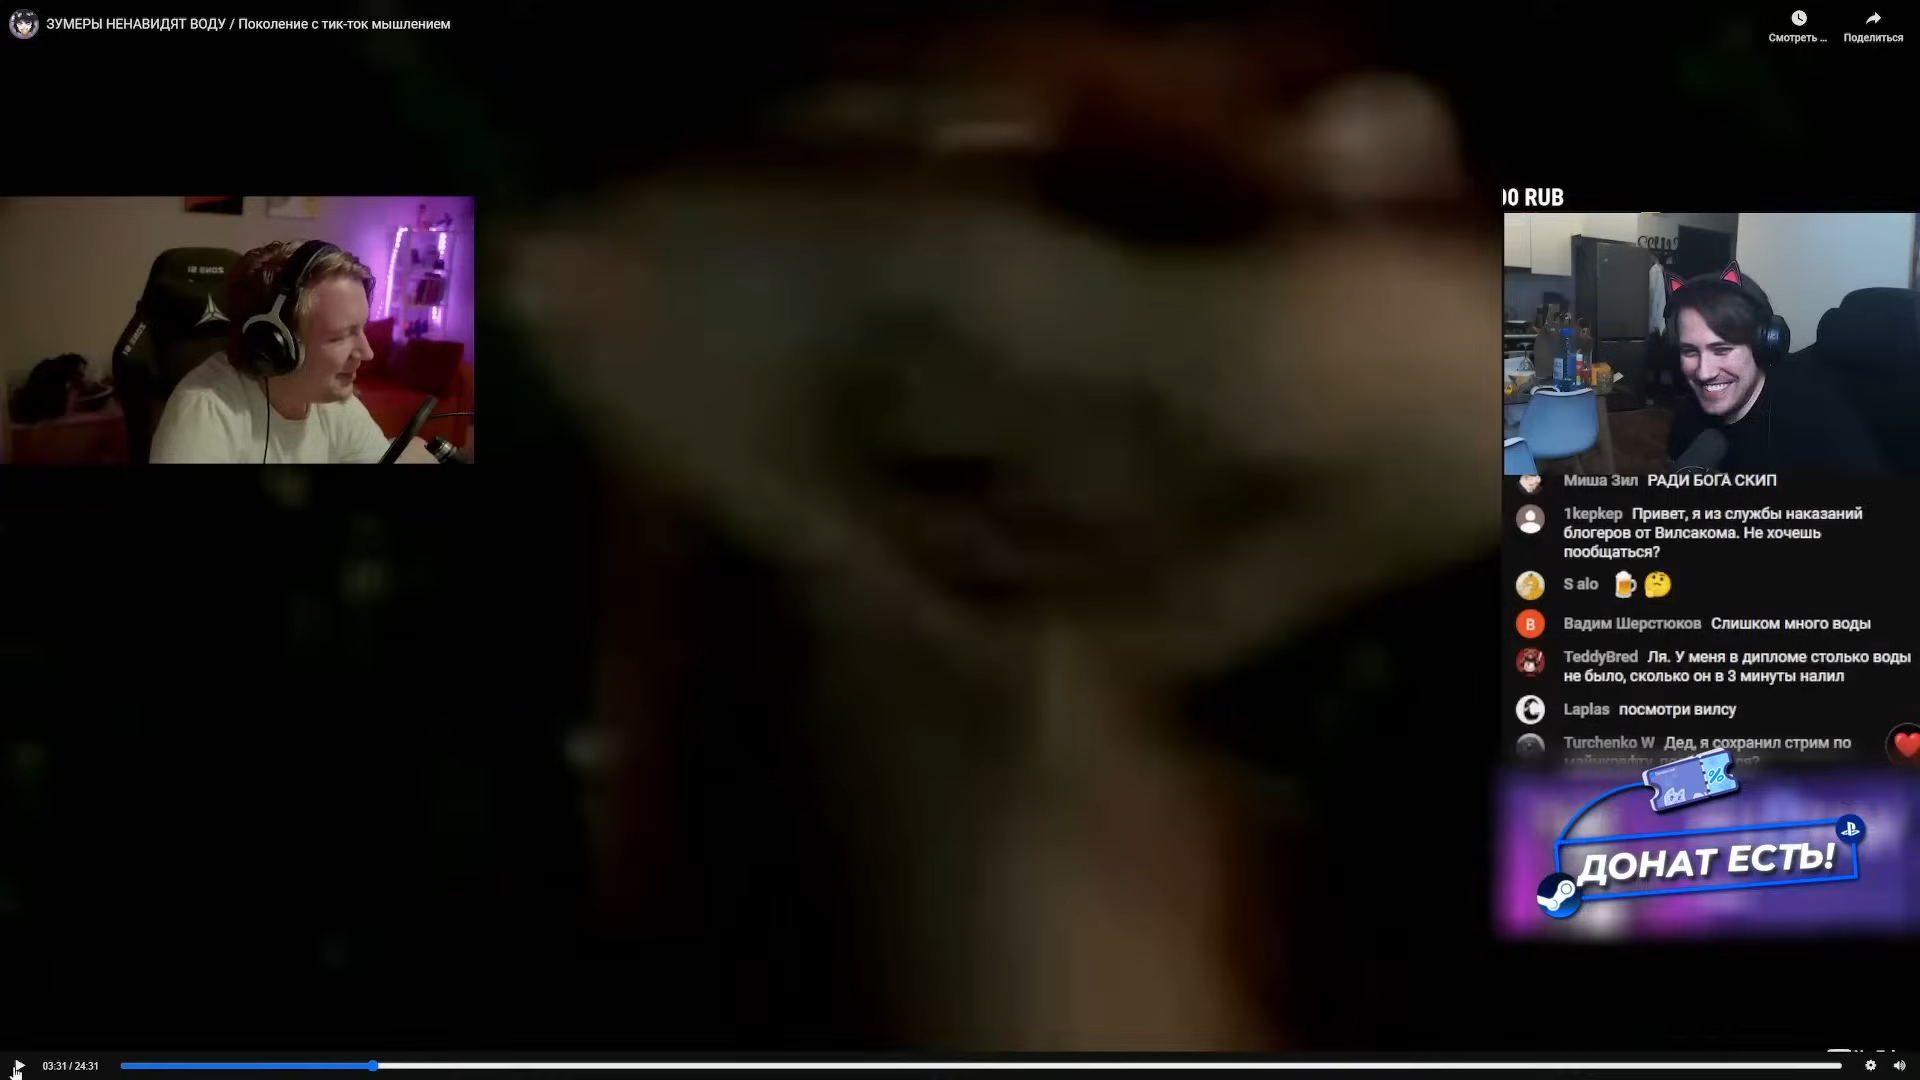 ЗУМЕРЫ НЕНАВИДЯТ ВОДУ / Поколение с тик-ток мышлением
Смотреть ...
Поделиться
00 RUB
Миша Зил РАДИ БОГА СКИП
1kepkep Привет, я из службы наказаний
блогеров от Вилсакома. Не хочешь
пообщаться?
S alo 🍺 🤔
В
Вадим Шерстюков Слишком много воды
TeddyBred Ля. У меня в дипломе столько воды
не было, сколько он в 3 минуты налил
Laplas посмотри вилсу
Turchenko W Дед, я сохранил стрим по
%
ДОНАТ ЕСТЬ!
03:31 / 24:31